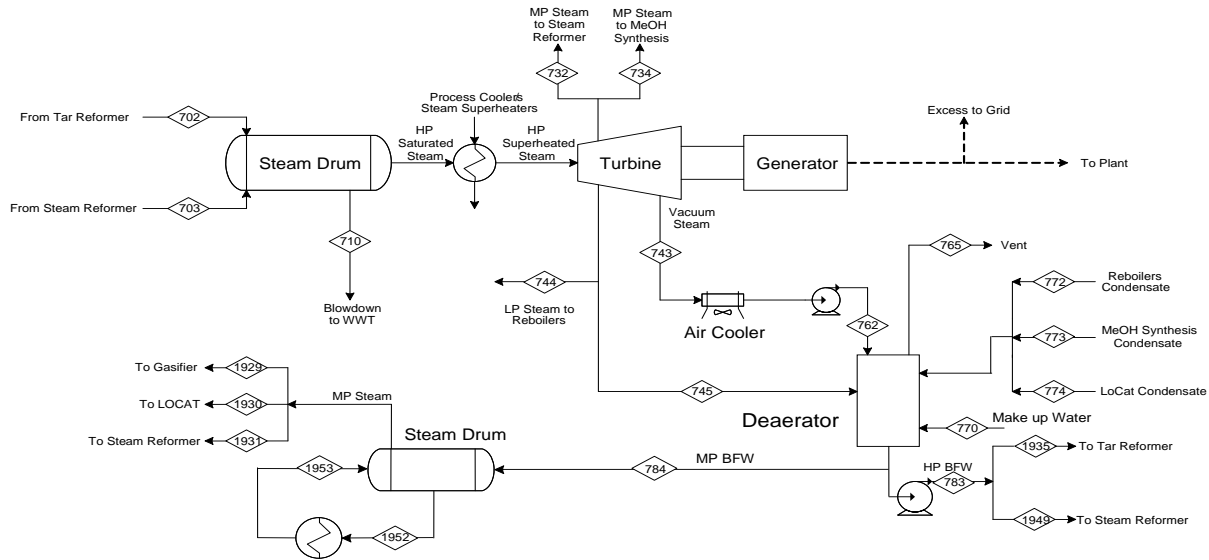 MP Steam
to Steam
Reformer
MP Steam
to MeOH
Synthesis
732
734
Process Coolers/
Steam Superheaters
Excess to Grid
From Tar Reformer
702
HP
Saturated
Steam
HP
Superheated
Steam
Steam Drum
Turbine
Generator
To Plant
From Steam Reformer
703
Vacuum
Steam
710
743
765
Vent
744
LP Steam to
Reboilers
772
Reboilers
Condensate
Blowdown
to WWT
Air Cooler
762
773
MeOH Synthesis
Condensate
To Gasifier
1929
745
774
LoCat Condensate
MP Steam
To LOCAT
1930
Deaerator
Make up Water
770
To Steam Reformer
1931
Steam Drum
1935
To Tar Reformer
1953
784
MP BFW
HP BFW
783
1952
1949
To Steam Reformer